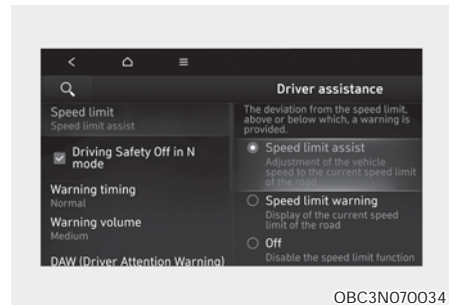 Driver assistance
Speed limit
Speed limit assist
Driving Safety Off in N
mode
Warning timing
Normal
Warning volume
Medium
DAW (Driver Attention Warning)
The deviation from the speed limit,
above or below which, a warning is
provided.
Speed limit assist
Adjustment of the vehicle
speed to the current speed limit
of the road
Speed limit warning
Display of the current speed
limit of the road
Off
Disable the speed limit function
OBC3N070034